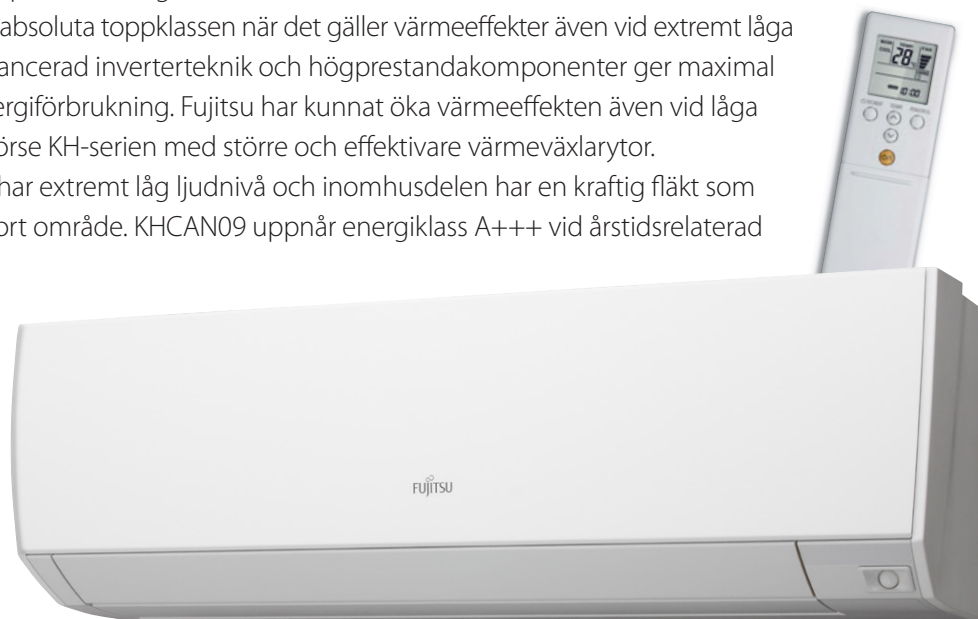 absoluta toppklassen när det gäller värmeeffekter även vid extremt låga
ancerad inverterteknik och högprestandakomponenter ger maximal
ergiförbrukning. Fujitsu har kunnat öka värmeeffekten även vid låga
örse KH-serien med större och effektivare värmeväxlarytor.
har extremt låg ljudnivå och inomhusdelen har en kraftig fläkt som
ort område. KHCAN09 uppnår energiklass A+++ vid årstidsrelaterad
28
10:00
FUJITSU